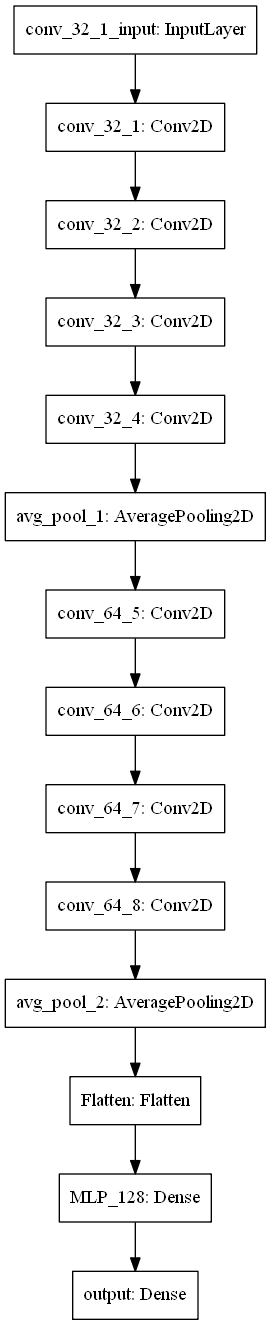 conv_32_1_input: InputLayer
conv_32_1: Conv2D
conv_32_2: Conv2D
conv_32_3: Conv2D
conv_32_4: Conv2D
avg_pool_1: AveragePooling2D
conv_64_5: Conv2D
conv_64_6: Conv2D
conv_64_7: Conv2D
conv_64_8: Conv2D
avg_pool_2: AveragePooling2D
Flatten: Flatten
MLP_128: Dense
output: Dense